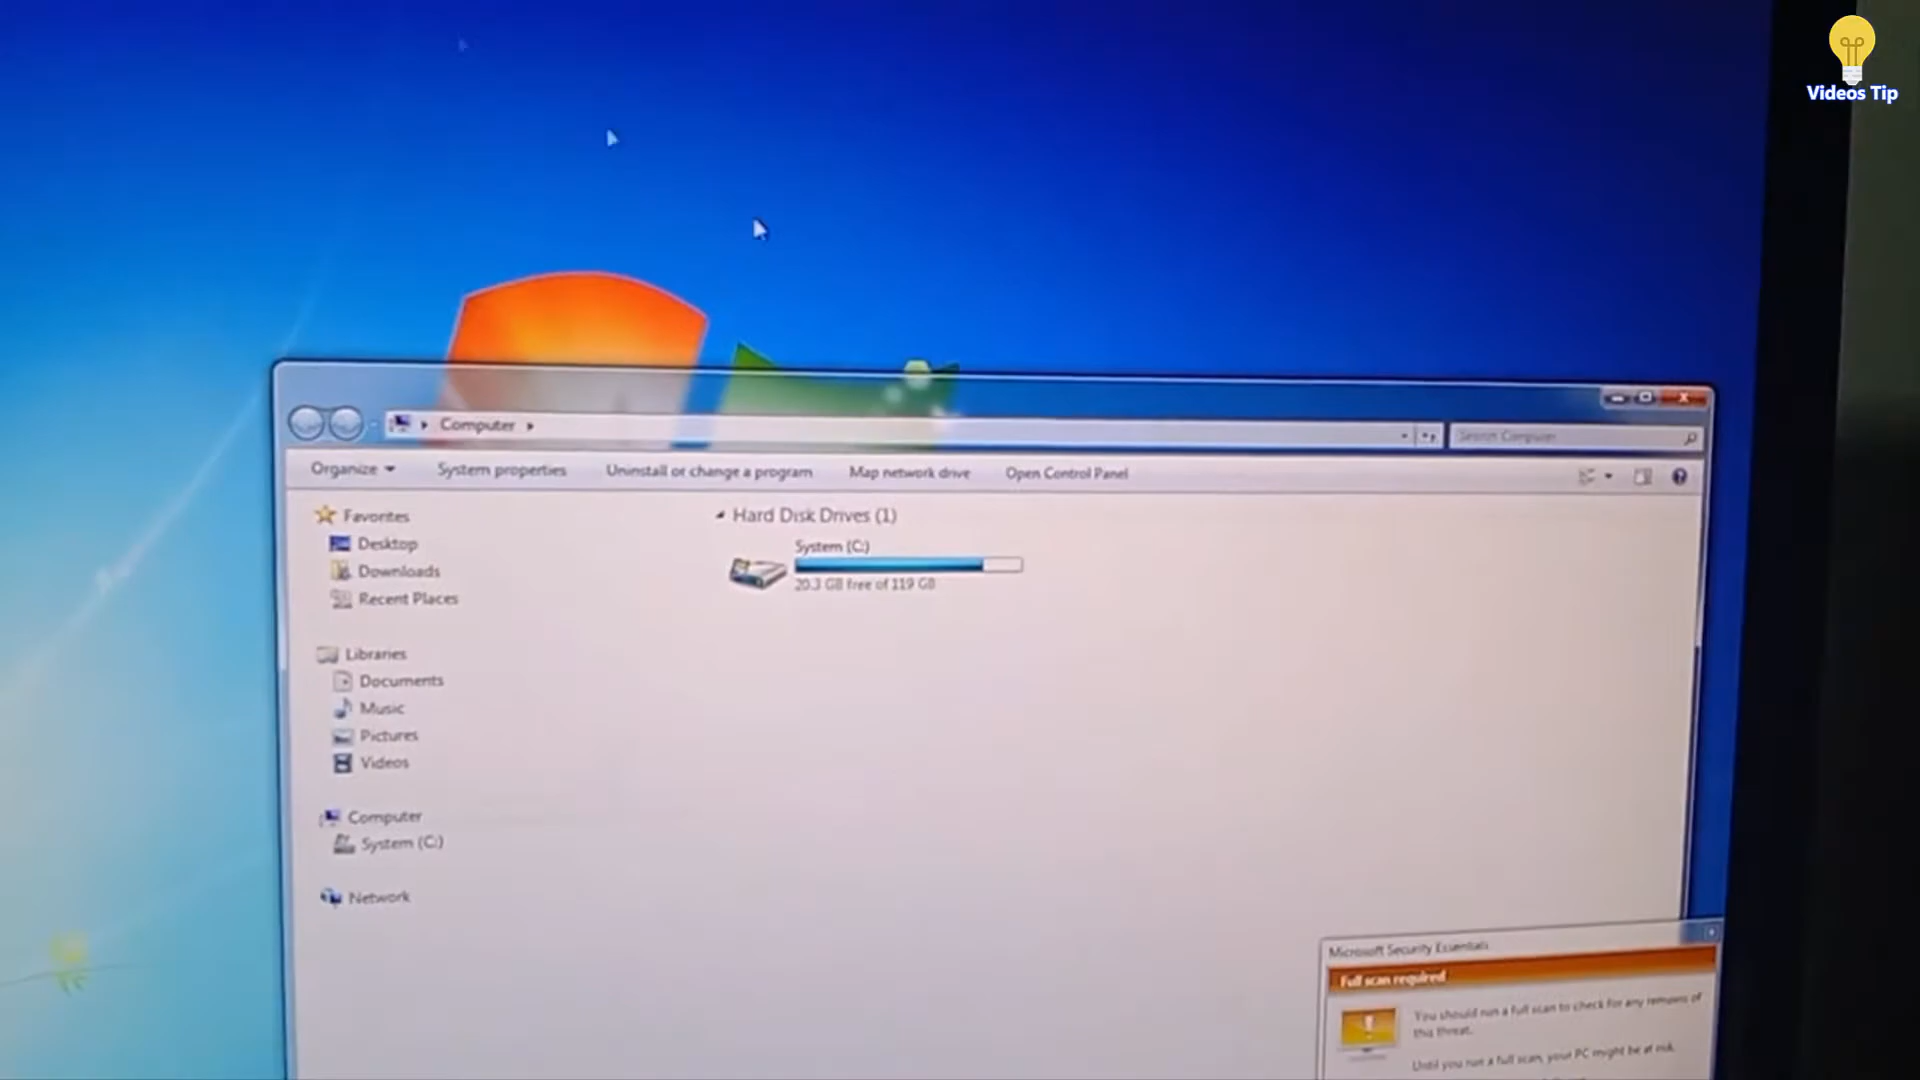 Videos Tip
Computer
Search Computer
Organize
System properties
Uninstall or change a program
Map network drive
Open Control Panel
Favorites
Desktop
Downloads
Recent Places
Libraries
Documents
Music
Pictures
Videos
Computer
System (C:)
Network
Hard Disk Drives (1)
System (C:)
20.3 GB free of 119 GB
Microsoft Security Essentials
Full scan required
You should run a full scan to check for any remains of
this threat.
Until you run a full scan, your PC might be at risk.